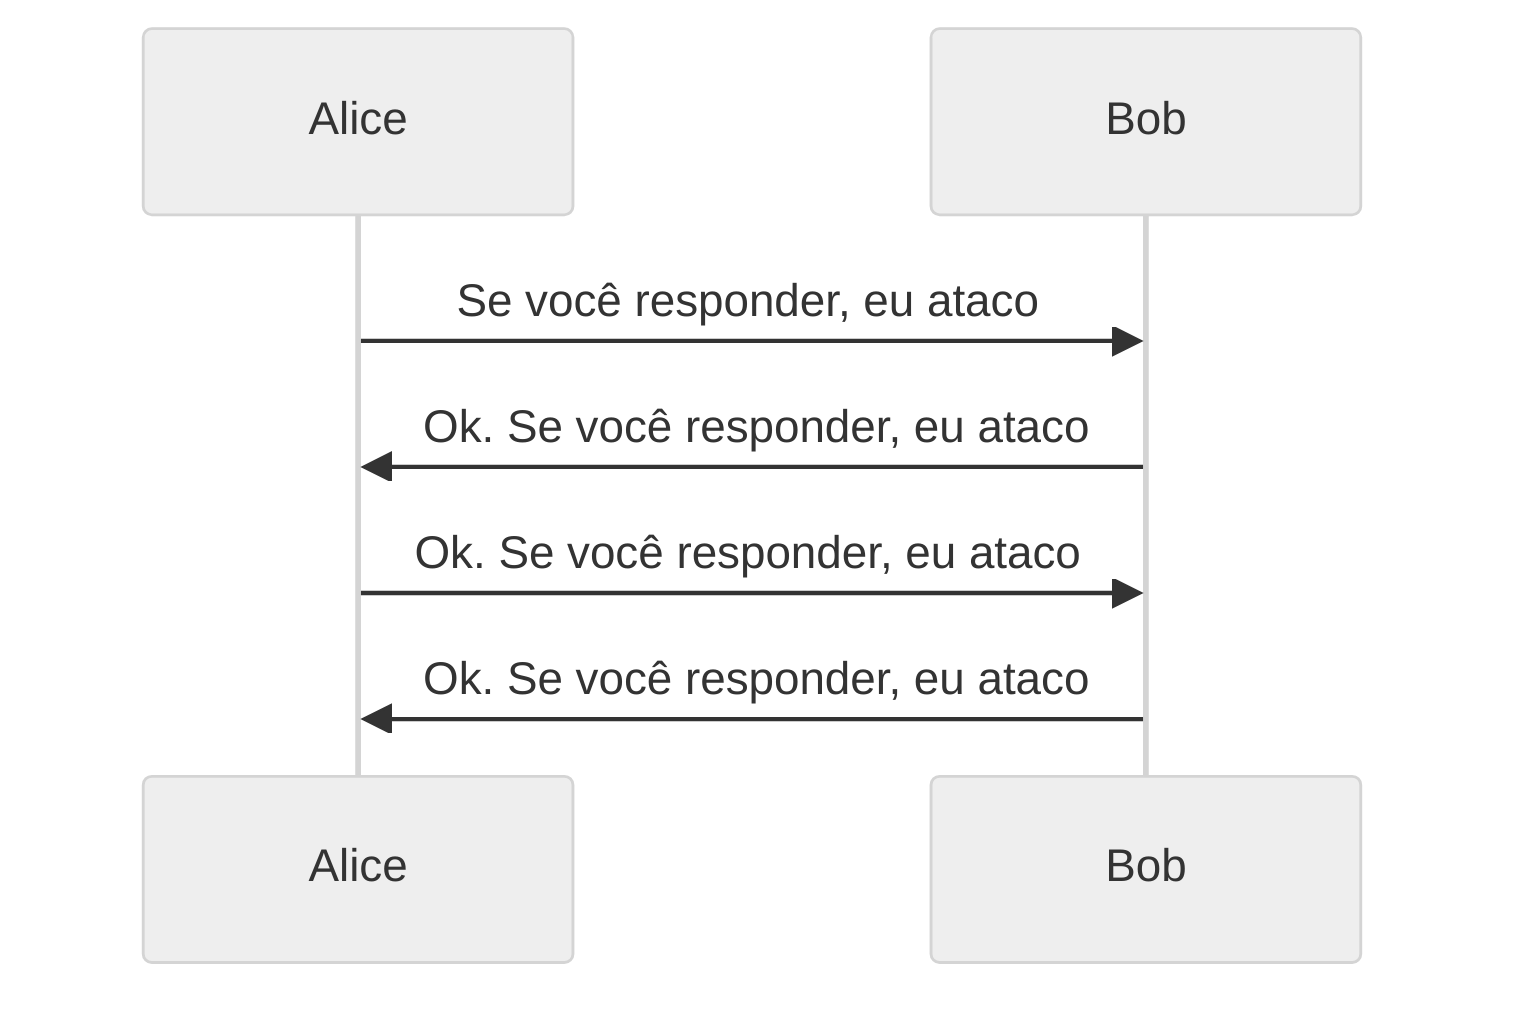 Alice
Bob
Se você responder, eu ataco
Ok. Se você responder, eu ataco
Ok. Se você responder, eu ataco
Ok. Se você responder, eu ataco
Alice
Bob